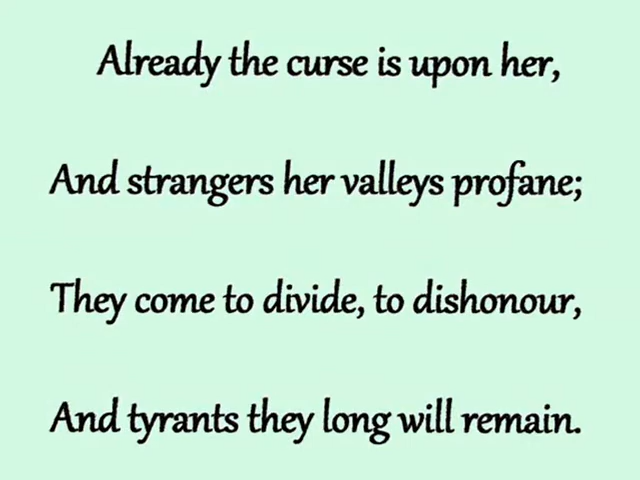 Already the curse is upon her,
And strangers her valleys profane;
They come to divide, to dishonour,
And tyrants they long will remain.